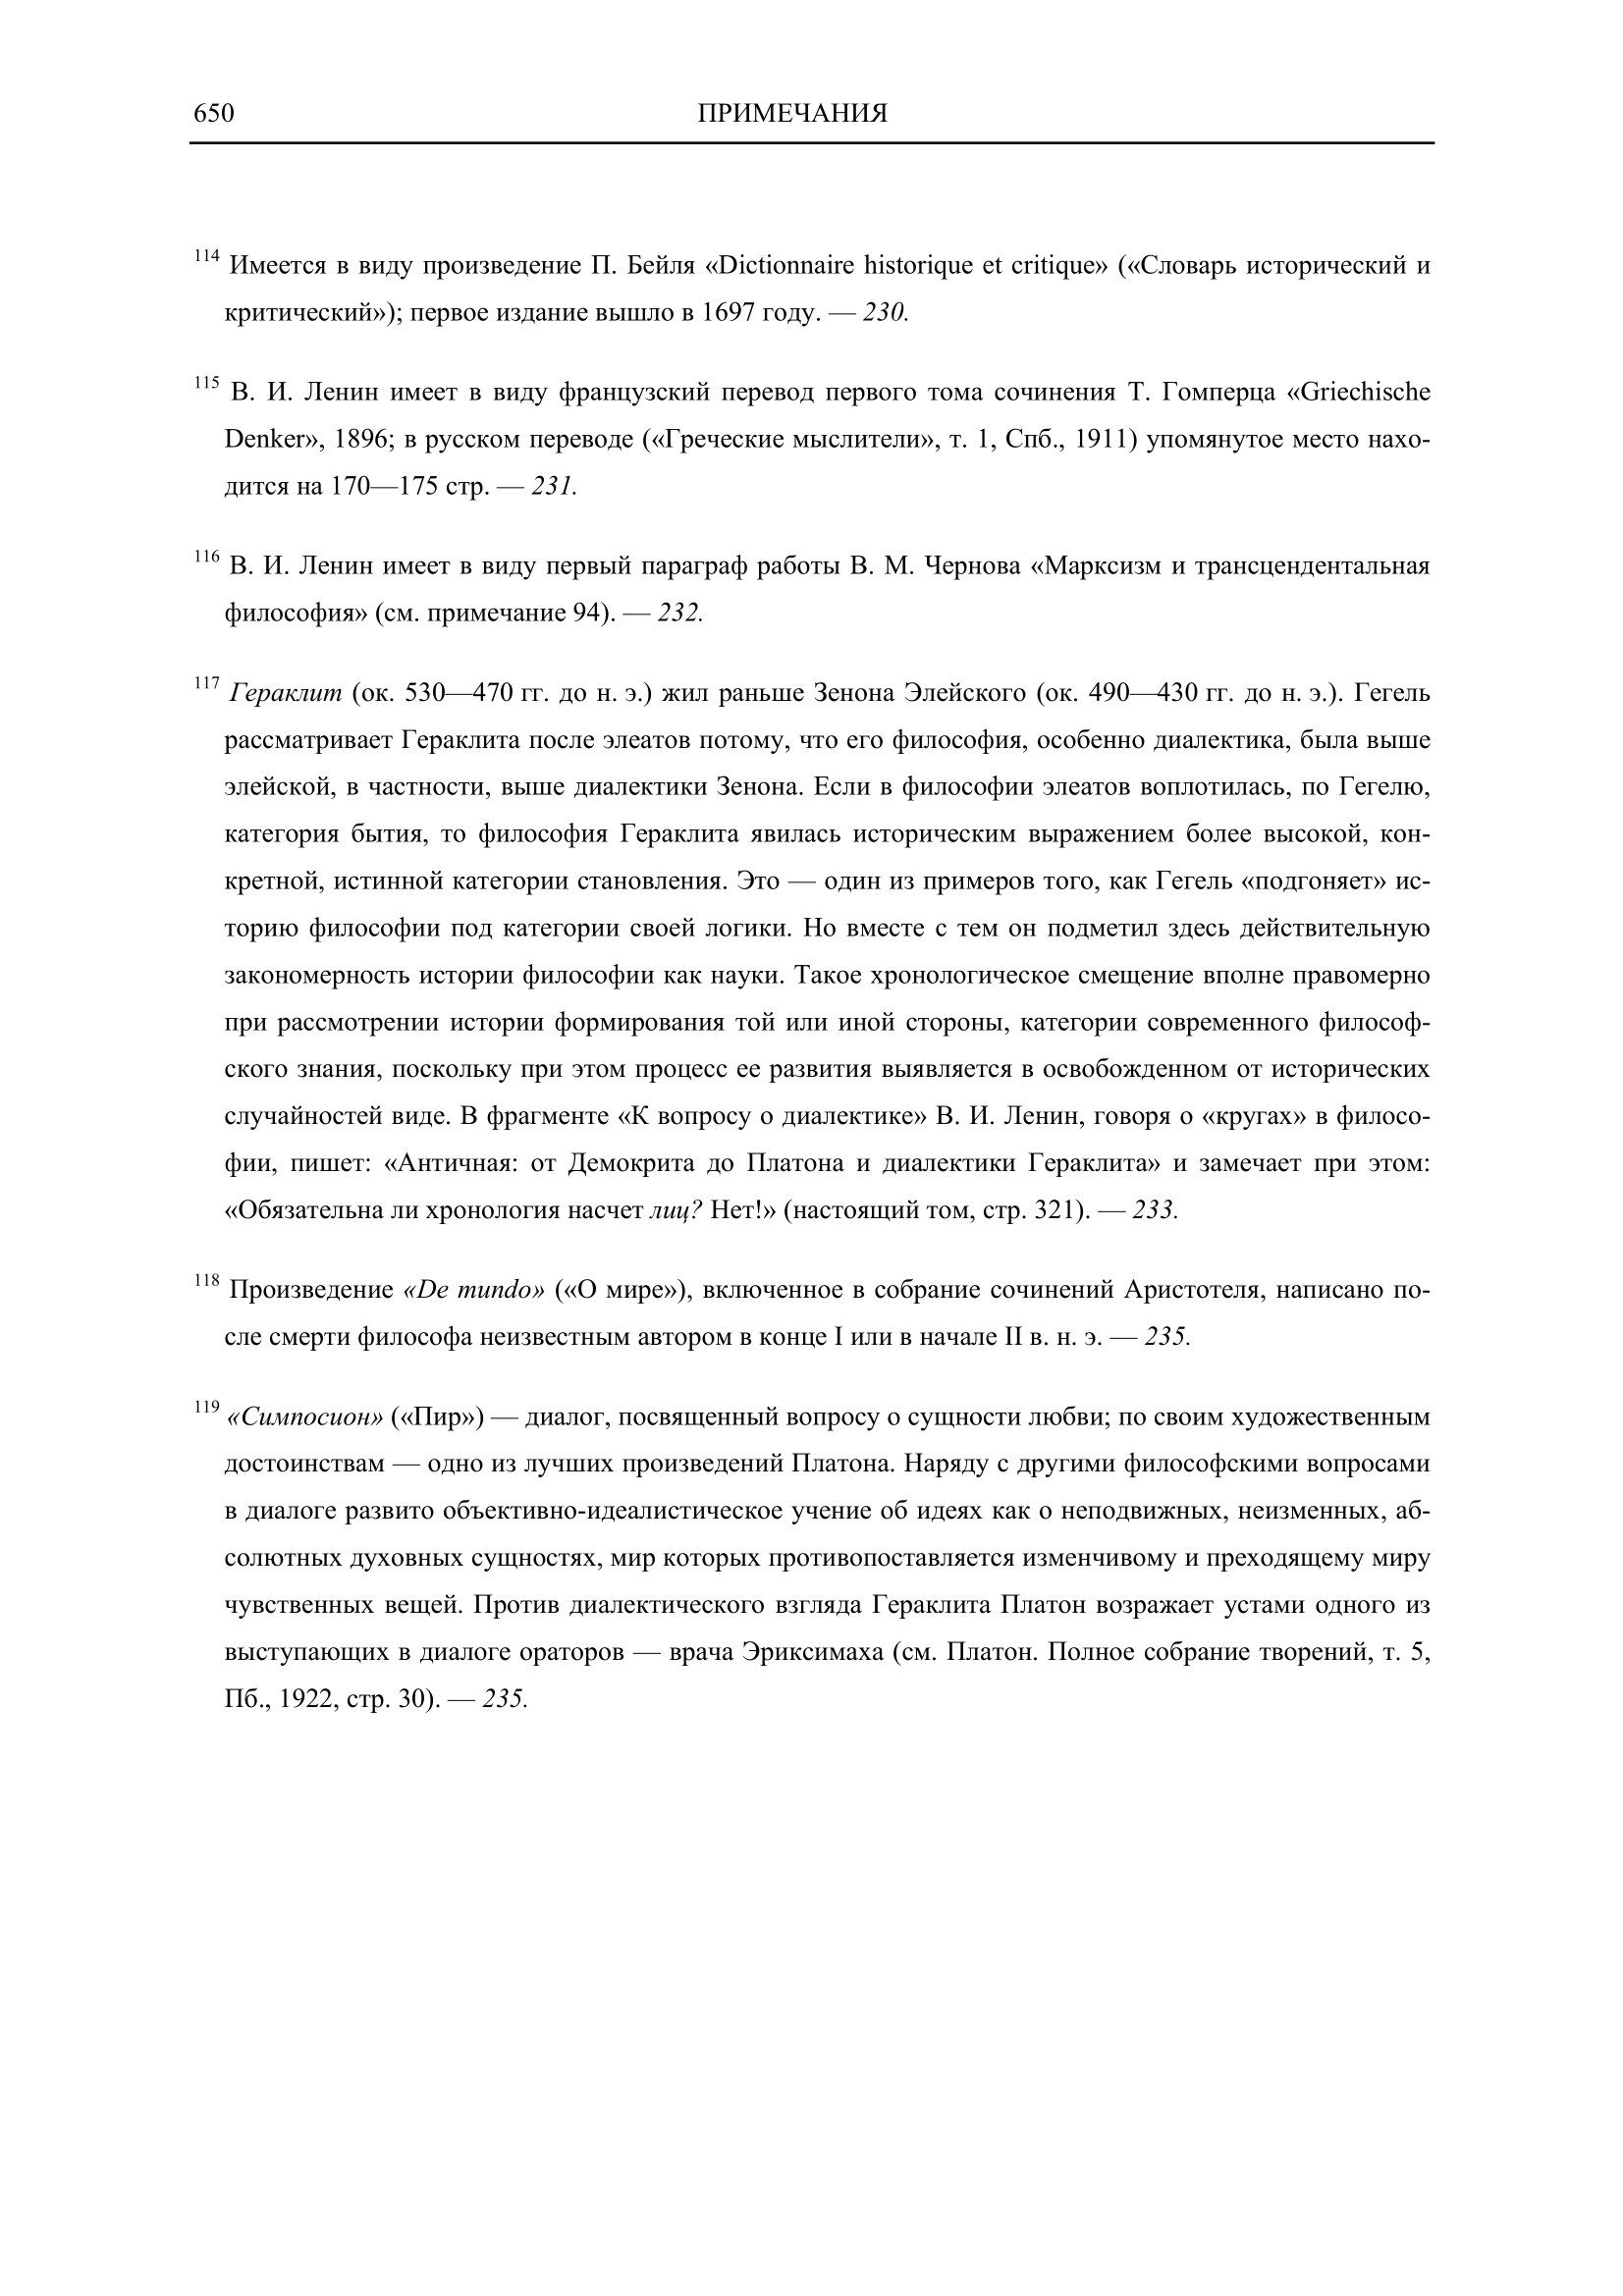 650 ПРИМЕЧАНИЯ
114 Имеется в виду произведение П. Бейля «Dictionnaire historique et critique» («Словарь исторический и
критический»); первое издание вышло в 1697 году. — 230.
115 В. И. Ленин имеет в виду французский перевод первого тома сочинения Т. Гомперца «Griechische
Denker», 1896; в русском переводе («Греческие мыслители», т. 1, Спб., 1911) упомянутое место нахо-
дится на 170—175 стр. — 231.
116 В. И. Ленин имеет в виду первый параграф работы В. М. Чернова «Марксизм и трансцендентальная
философия» (см. примечание 94). — 232.
117 Гераклит (ок. 530—470 гг. до н. э.) жил раньше Зенона Элейского (ок. 490—430 гг. до н. э.). Гегель
рассматривает Гераклита после элеатов потому, что его философия, особенно диалектика, была выше
элейской, в частности, выше диалектики Зенона. Если в философии элеатов воплотилась, по Гегелю,
категория бытия, то философия Гераклита явилась историческим выражением более высокой, кон-
кретной, истинной категории становления. Это — один из примеров того, как Гегель «подгоняет» ис-
торию философии под категории своей логики. Но вместе с тем он подметил здесь действительную
закономерность истории философии как науки. Такое хронологическое смещение вполне правомерно
при рассмотрении истории формирования той или иной стороны, категории современного философ-
ского знания, поскольку при этом процесс ее развития выявляется в освобожденном от исторических
случайностей виде. В фрагменте «К вопросу о диалектике» В. И. Ленин, говоря о «кругах» в филосо-
фии, пишет: «Античная: от Демокрита до Платона и диалектики Гераклита» и замечает при этом:
«Обязательна ли хронология насчет лиц? Нет!» (настоящий том, стр. 321). — 233.
118 Произведение «De mundo» («О мире»), включенное в собрание сочинений Аристотеля, написано по-
сле смерти философа неизвестным автором в конце I или в начале II в. н. э. — 235.
119 «Симпосион» («Пир») — диалог, посвященный вопросу о сущности любви; по своим художественным
достоинствам — одно из лучших произведений Платона. Наряду с другими философскими вопросами
в диалоге развито объективно-идеалистическое учение об идеях как о неподвижных, неизменных, аб-
солютных духовных сущностях, мир которых противопоставляется изменчивому и преходящему миру
чувственных вещей. Против диалектического взгляда Гераклита Платон возражает устами одного из
выступающих в диалоге ораторов — врача Эриксимаха (см. Платон. Полное собрание творений, т. 5,
Пб., 1922, стр. 30). — 235.